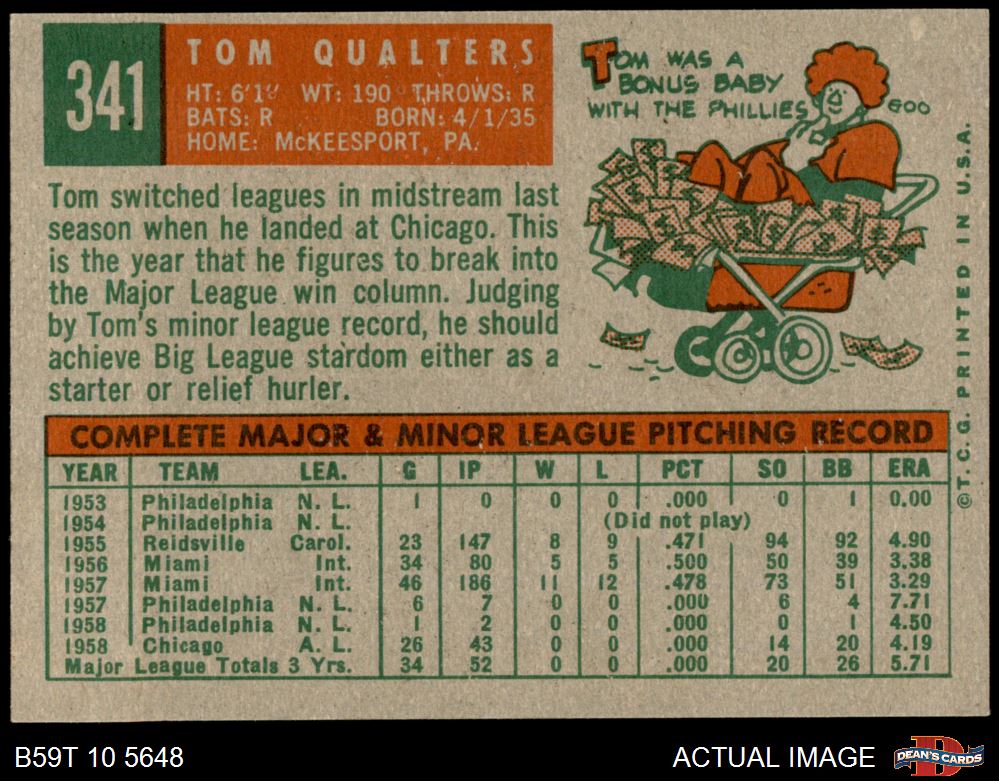 341
TOM QUALTERS
HT: 6'1" WT: 190 THROWS: R
BATS: R BORN: 4/1/35
HOME: McKEESPORT, PA.
TOM WAS A
BONUS BABY
WITH THE PHILLIES
GOO
Tom switched leagues in midstream last
season when he landed at Chicago. This
is the year that he figures to break into
the Major League win column. Judging
by Tom's minor league record, he should
achieve Big League stardom either as a
starter or relief hurler.
©T.C.G. PRINTED IN U.S.A.
COMPLETE MAJOR & MINOR LEAGUE PITCHING RECORD
YEAR TEAM LEA. G IP W L PCT SO BB ERA
1953 Philadelphia N. L. 1 0 0 0 .000 0 1 0.00
1954 Philadelphia N. L. (Did not play)
1955 Reidsville Carol. 23 147 8 9 .471 94 92 4.90
1956 Miami Int. 34 80 5 5 .500 50 39 3.38
1957 Miami Int. 46 186 11 12 .478 73 51 3.29
1957 Philadelphia N. L. 6 7 0 0 .000 6 4 7.71
1958 Philadelphia N. L. 1 2 0 0 .000 0 1 4.50
1958 Chicago A. L. 26 43 0 0 .000 14 20 4.19
Major League Totals 3 Yrs. 34 52 0 0 .000 20 26 5.71
B59T 10 5648
ACTUAL IMAGE
DEAN'S CARDS